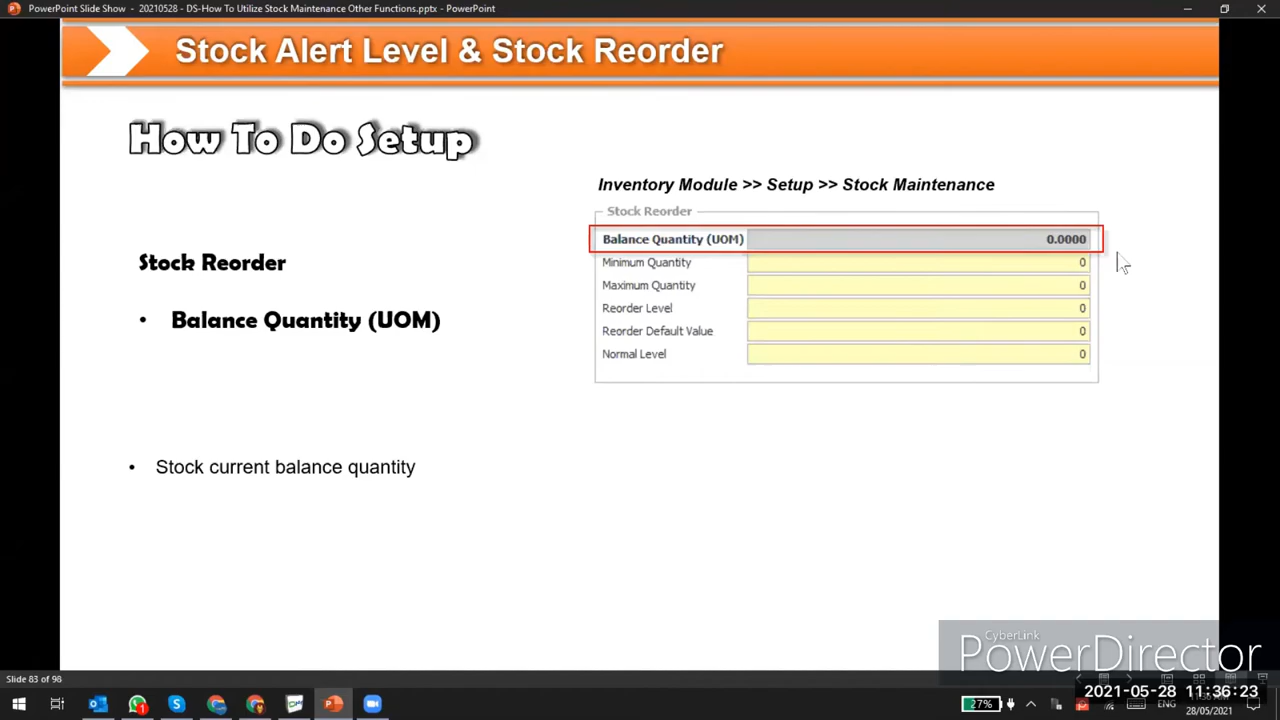 PowerPoint Slide Show - 20210528 - DS-How To Utilize Stock Maintenance Other Functions.pptx - PowerPoint
Stock Alert Level & Stock Reorder
How To Do Setup
Inventory Module >> Setup >> Stock Maintenance
Stock Reorder
Balance Quantity (UOM) 0.0000
Minimum Quantity 0
Maximum Quantity 0
Reorder Level 0
Reorder Default Value 0
Normal Level 0
Stock Reorder
• Balance Quantity (UOM)
• Stock current balance quantity
CyberLink
PowerDirector
Slide 83 of 98
2021-05-28 11:36:23
27%
ENG
28/05/2021